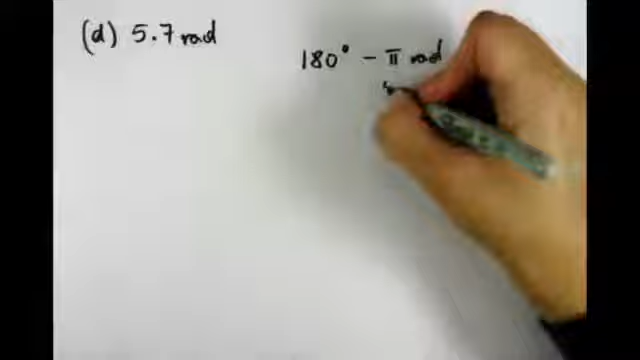 (d) 5.7 rad
180° - π rad